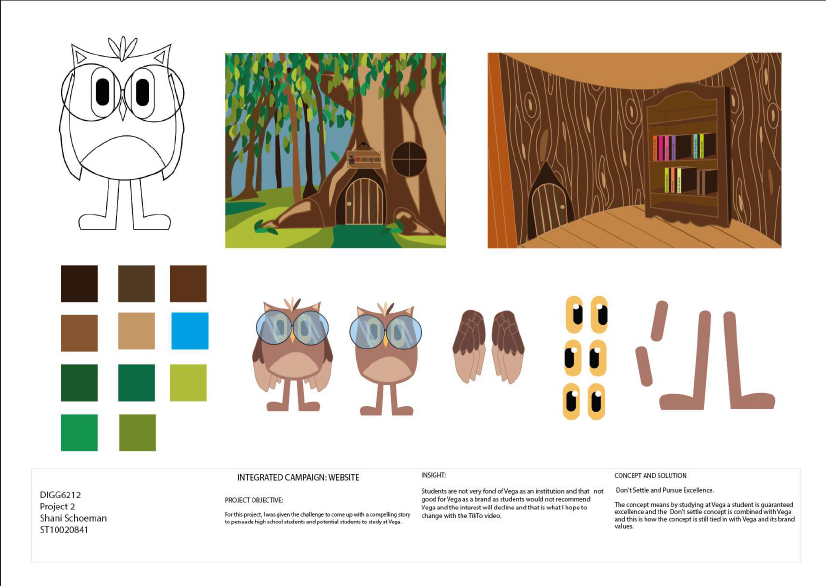 DIGG6212
Project 2
Shani Schoeman
ST10020841
INTEGRATED CAMPAIGN: WEBSITE
PROJECT OBJECTIVE:
For this project, I was given the challenge to come up with a compelling story
to persuade high school students and potential students to study at Vega.
INSIGHT:
Students are not very fond of Vega as an institution and that not
good for Vega as a brand as students would not recommend
Vega and the interest will decline and that is what I hope to
change with the TikTo video.
CONCEPT AND SOLUTION
Don't Settle and Pursue Excellence.
The concept means by studying at Vega a student is guaranteed
excellence and the Don't settle concept is combined with Vega
and this is how the concept is still tied in with Vega and its brand
values.